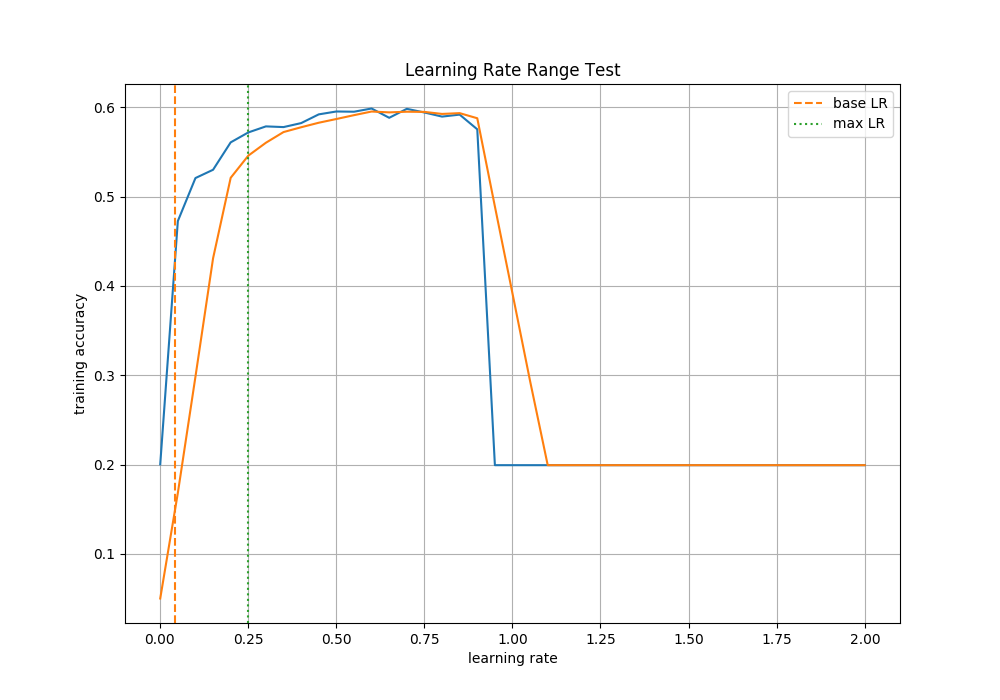 Learning Rate Range Test
base LR
max LR
0.6
0.5
0.4
0.3
0.2
0.1
training accuracy
0.00 0.25 0.50 0.75 1.00 1.25 1.50 1.75 2.00
learning rate